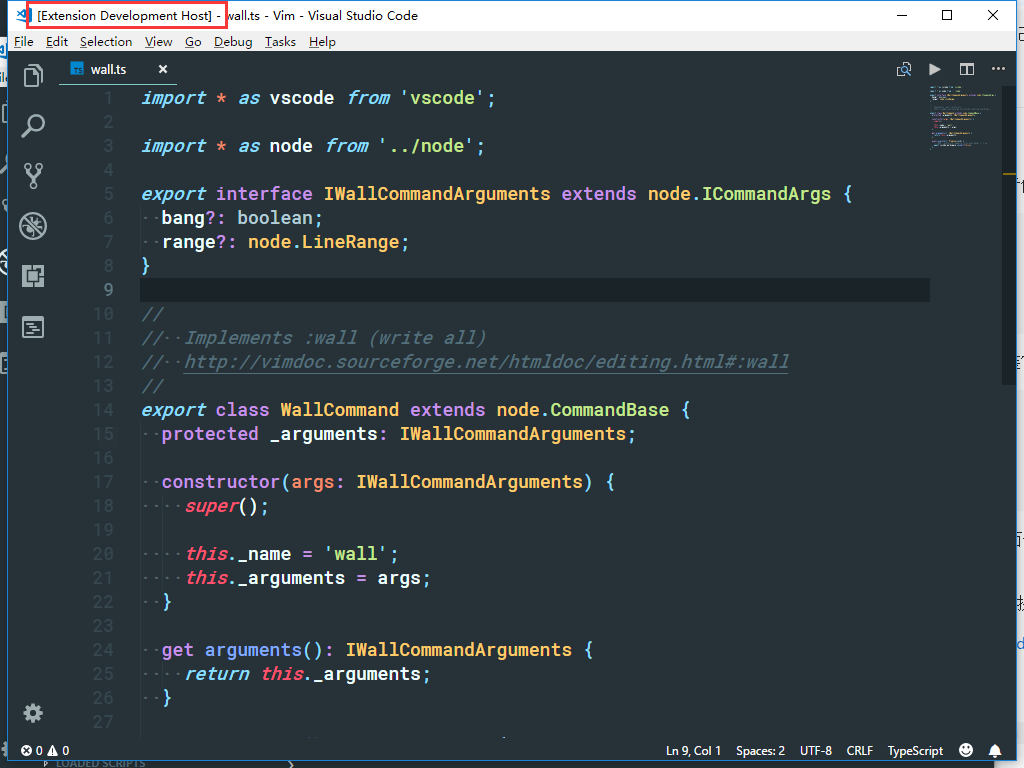 [Extension Development Host] - wall.ts - Vim - Visual Studio Code
File Edit Selection View Go Debug Tasks Help
TS wall.ts
1 import * as vscode from 'vscode';
2
3 import * as node from '../node';
4
5 export interface IWallCommandArguments extends node.ICommandArgs {
6 bang?: boolean;
7 range?: node.LineRange;
8 }
9
10 //
11 // Implements :wall (write all)
12 // http://vimdoc.sourceforge.net/htmldoc/editing.html#:wall
13 //
14 export class WallCommand extends node.CommandBase {
15 protected _arguments: IWallCommandArguments;
16
17 constructor(args: IWallCommandArguments) {
18 super();
19
20 this._name = 'wall';
21 this._arguments = args;
22 }
23
24 get arguments(): IWallCommandArguments {
25 return this._arguments;
26 }
27
0 0 Ln 9, Col 1 Spaces: 2 UTF-8 CRLF TypeScript
LOADED SCRIPTS